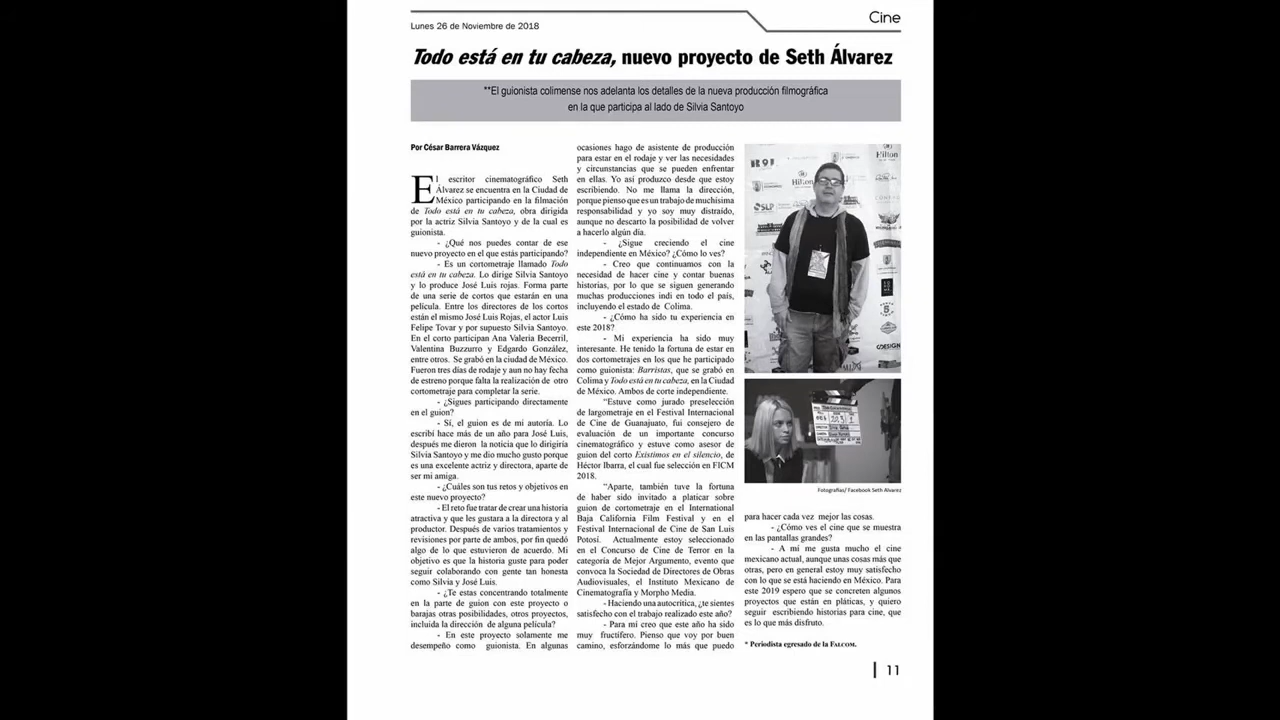 Lunes 26 de Noviembre de 2018
Cine
Todo está en tu cabeza, nuevo proyecto de Seth Álvarez
**El guionista colimense nos adelanta los detalles de la nueva producción filmográfica
en la que participa al lado de Silvia Santoyo
Por César Barrera Vázquez
El escritor cinematográfico Seth
Álvarez se encuentra en la Ciudad de
México participando en la filmación
de Todo está en tu cabeza, obra dirigida
por la actriz Silvia Santoyo y de la cual es
guionista.
- ¿Qué nos puedes contar de ese
nuevo proyecto en el que estás participando?
- Es un cortometraje llamado Todo
está en tu cabeza. Lo dirige Silvia Santoyo
y lo produce José Luis rojas. Forma parte
de una serie de cortos que estarán en una
película. Entre los directores de los cortos
están el mismo José Luis Rojas, el actor Luis
Felipe Tovar y por supuesto Silvia Santoyo.
En el corto participan Ana Valeria Becerril,
Valentina Buzzurro y Edgardo González,
entre otros. Se grabó en la ciudad de México.
Fueron tres días de rodaje y aun no hay fecha
de estreno porque falta la realización de otro
cortometraje para completar la serie.
- ¿Sigues participando directamente
en el guion?
- Sí, el guion es de mi autoría. Lo
escribí hace más de un año para José Luis,
después me dieron la noticia que lo dirigiría
Silvia Santoyo y me dio mucho gusto porque
es una excelente actriz y directora, aparte de
ser mi amiga.
- ¿Cuáles son tus retos y objetivos en
este nuevo proyecto?
- El reto fue tratar de crear una historia
atractiva y que les gustara a la directora y al
productor. Después de varios tratamientos y
revisiones por parte de ambos, por fin quedó
algo de lo que estuvieron de acuerdo. Mi
objetivo es que la historia guste para poder
seguir colaborando con gente tan honesta
como Silvia y José Luis.
- ¿Te estas concentrando totalmente
en la parte de guion con este proyecto o
barajas otras posibilidades, otros proyectos,
incluida la dirección de alguna película?
- En este proyecto solamente me
desempeño como guionista. En algunas
ocasiones hago de asistente de producción
para estar en el rodaje y ver las necesidades
y circunstancias que se pueden enfrentar
en ellas. Yo así produzco desde que estoy
escribiendo. No me llama la dirección,
porque pienso que es un trabajo de muchísima
responsabilidad y yo soy muy distraído,
aunque no descarto la posibilidad de volver
a hacerlo algún día.
- ¿Sigue creciendo el cine
independiente en México? ¿Cómo lo ves?
- Creo que continuamos con la
necesidad de hacer cine y contar buenas
historias, por lo que se siguen generando
muchas producciones indi en todo el país,
incluyendo el estado de Colima.
- ¿Cómo ha sido tu experiencia en
este 2018?
- Mi experiencia ha sido muy
interesante. He tenido la fortuna de estar en
dos cortometrajes en los que he participado
como guionista: Barristas, que se grabó en
Colima y Todo está en tu cabeza, en la Ciudad
de México. Ambos de corte independiente.
“Estuve como jurado preselección
de largometraje en el Festival Internacional
de Cine de Guanajuato, fui consejero de
evaluación de un importante concurso
cinematográfico y estuve como asesor de
guion del corto Existimos en el silencio, de
Héctor Ibarra, el cual fue selección en FICM
2018.
“Aparte, también tuve la fortuna
de haber sido invitado a platicar sobre
guion de cortometraje en el International
Baja California Film Festival y en el
Festival Internacional de Cine de San Luis
Potosí. Actualmente estoy seleccionado
en el Concurso de Cine de Terror en la
categoría de Mejor Argumento, evento que
convoca la Sociedad de Directores de Obras
Audiovisuales, el Instituto Mexicano de
Cinematografía y Morpho Media.
- Haciendo una autocrítica, ¿te sientes
satisfecho con el trabajo realizado este año?
- Para mí creo que este año ha sido
muy fructífero. Pienso que voy por buen
camino, esforzándome lo más que puedo
Hilton
Hilton
SLP
GDESIGN
Fotografías/ Facebook Seth Alvarez
para hacer cada vez mejor las cosas.
- ¿Cómo ves el cine que se muestra
en las pantallas grandes?
- A mí me gusta mucho el cine
mexicano actual, aunque unas cosas más que
otras, pero en general estoy muy satisfecho
con lo que se está haciendo en México. Para
este 2019 espero que se concreten algunos
proyectos que están en pláticas, y quiero
seguir escribiendo historias para cine, que
es lo que más disfruto.
* Periodista egresado de la FALCOM.
11